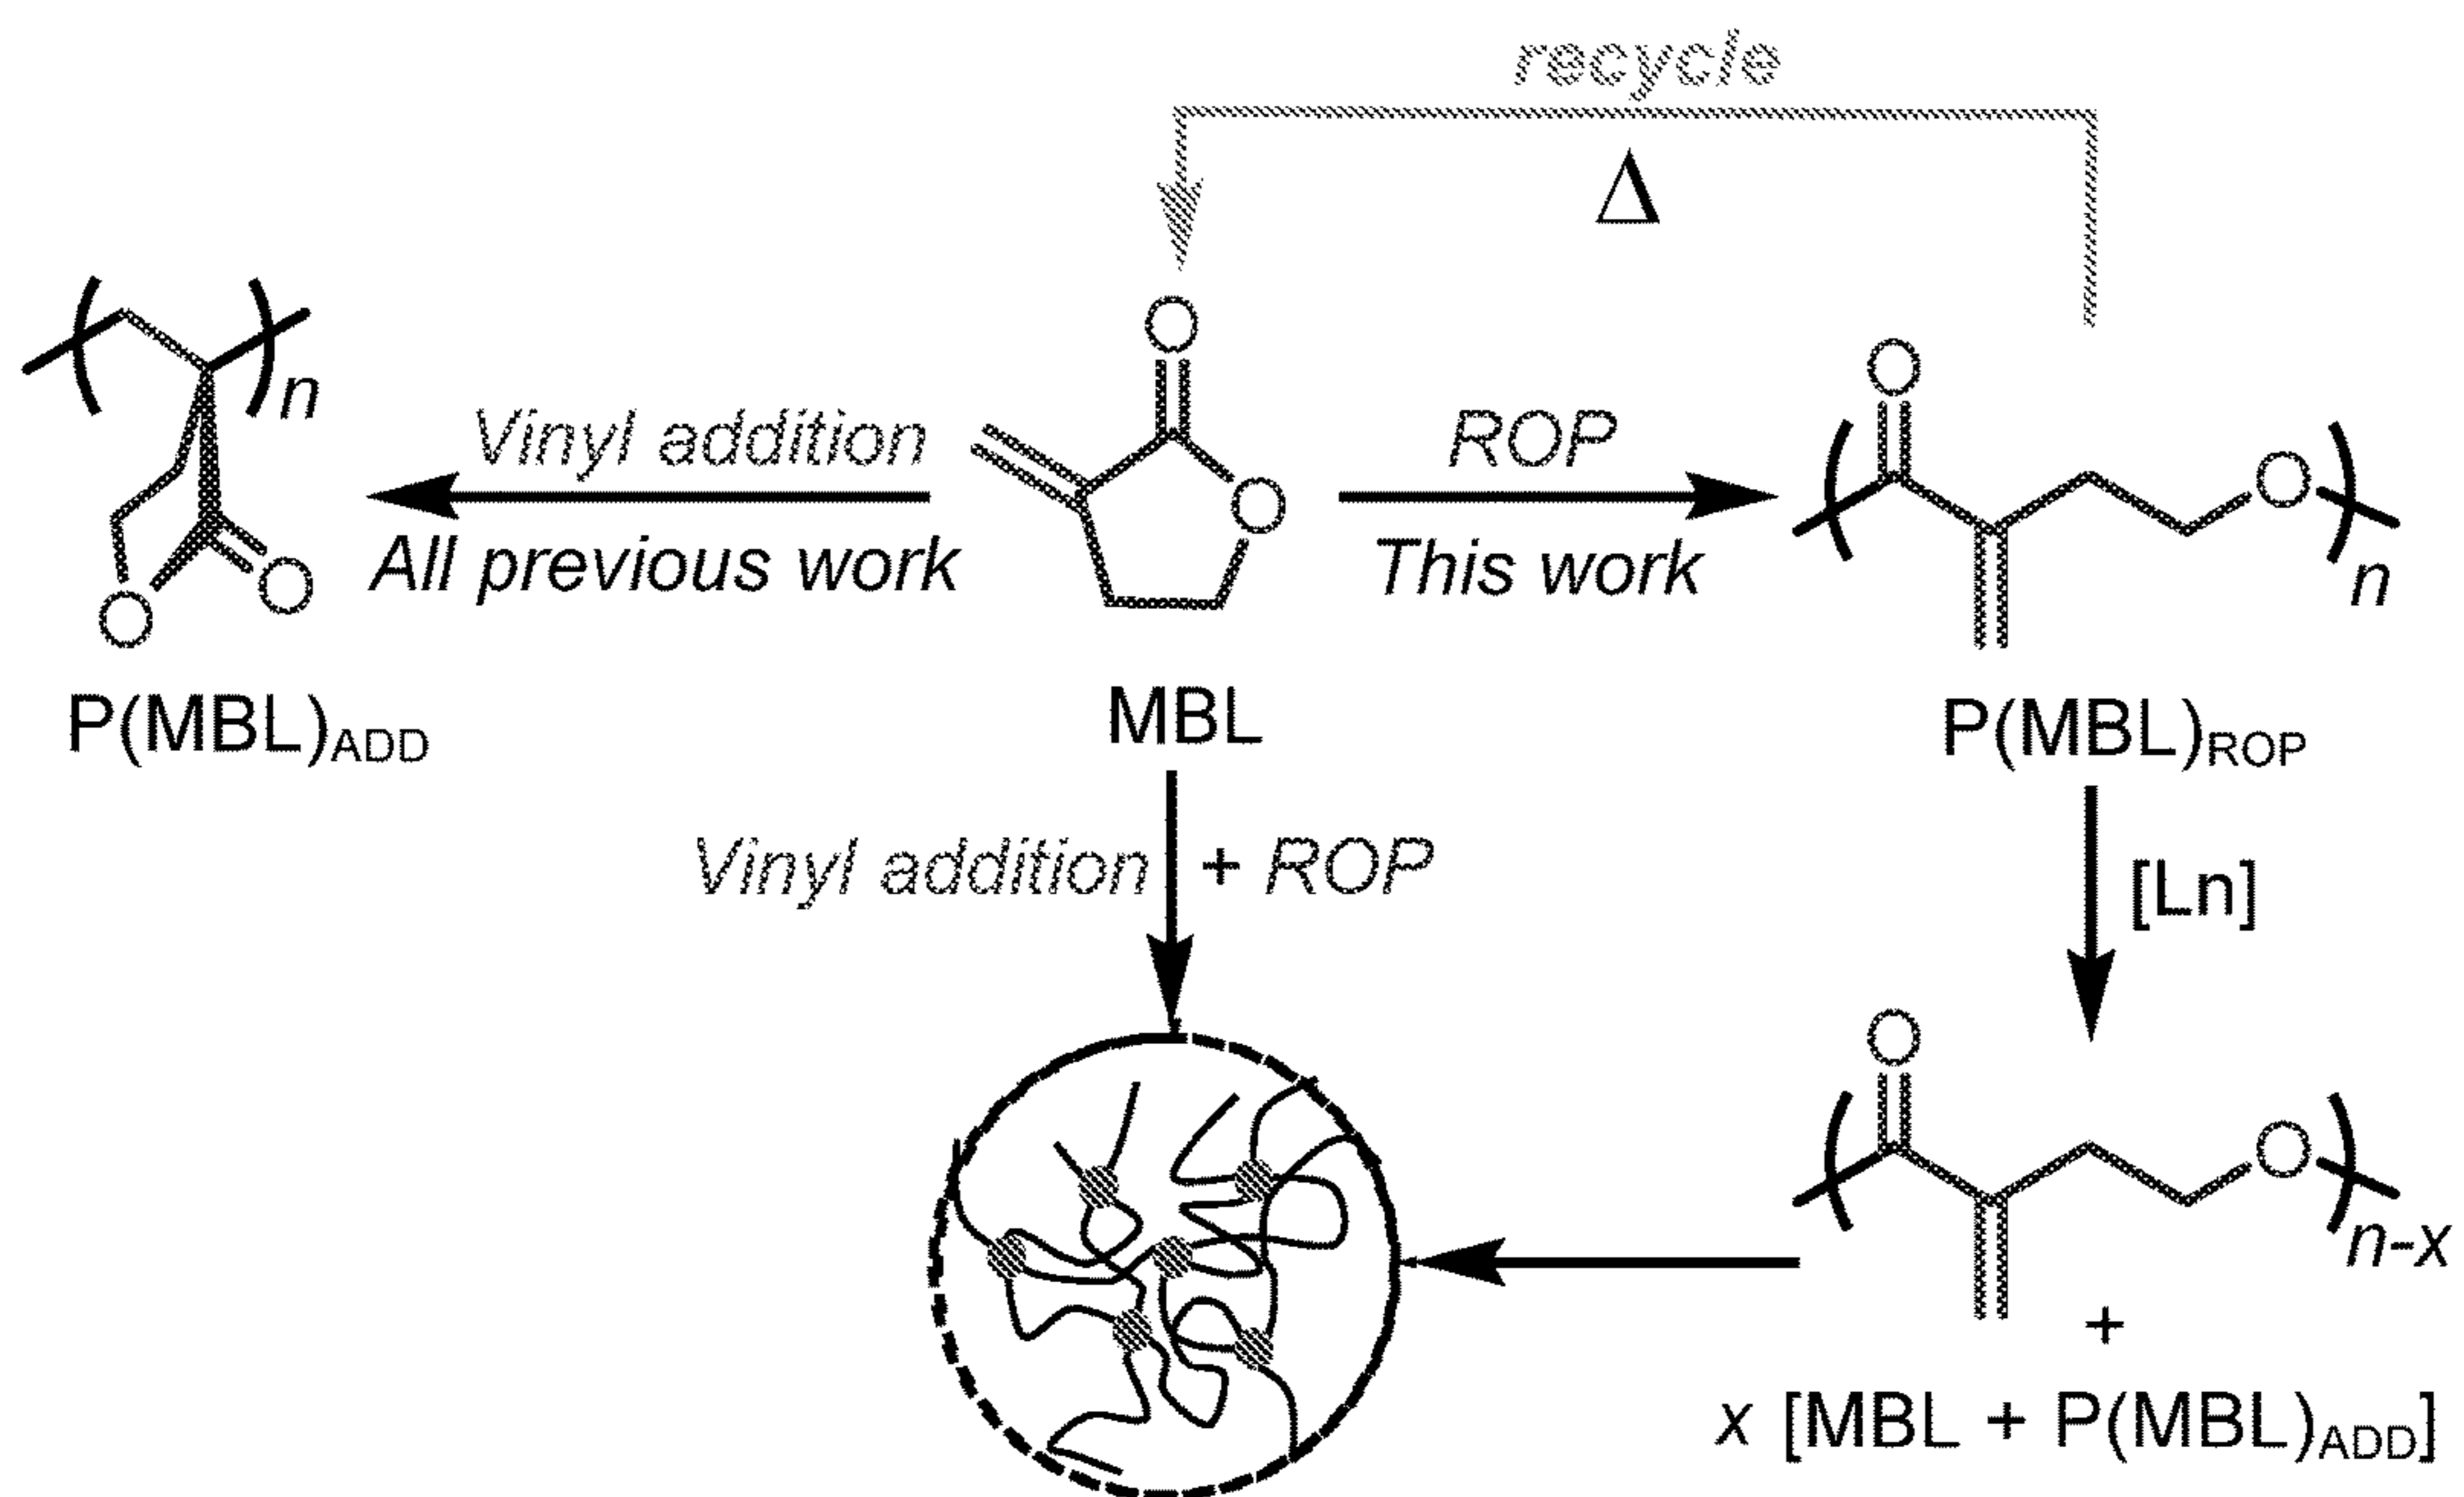 recycle
Δ
O
O
n
Vinyl addition
ROP
O
O
All previous work
This work
O
O
n
O
P(MBL)ADD
MBL
P(MBL)ROP
Vinyl addition + ROP
[Ln]
O
O
n-x
+
x [MBL + P(MBL)ADD]